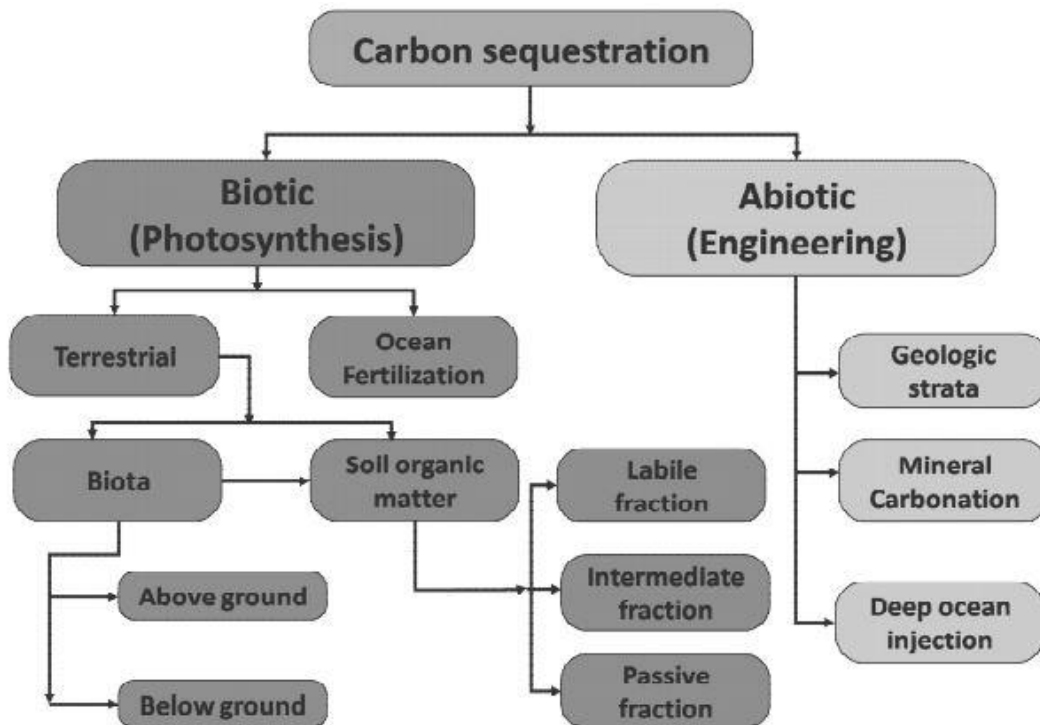 Carbon sequestration
Biotic
(Photosynthesis)
Abiotic
(Engineering)
Terrestrial
Ocean
Fertilization
Geologic
strata
Biota
Soil organic
matter
Labile
fraction
Mineral
Carbonation
Above ground
Intermediate
fraction
Deep ocean
injection
Below ground
Passive
fraction